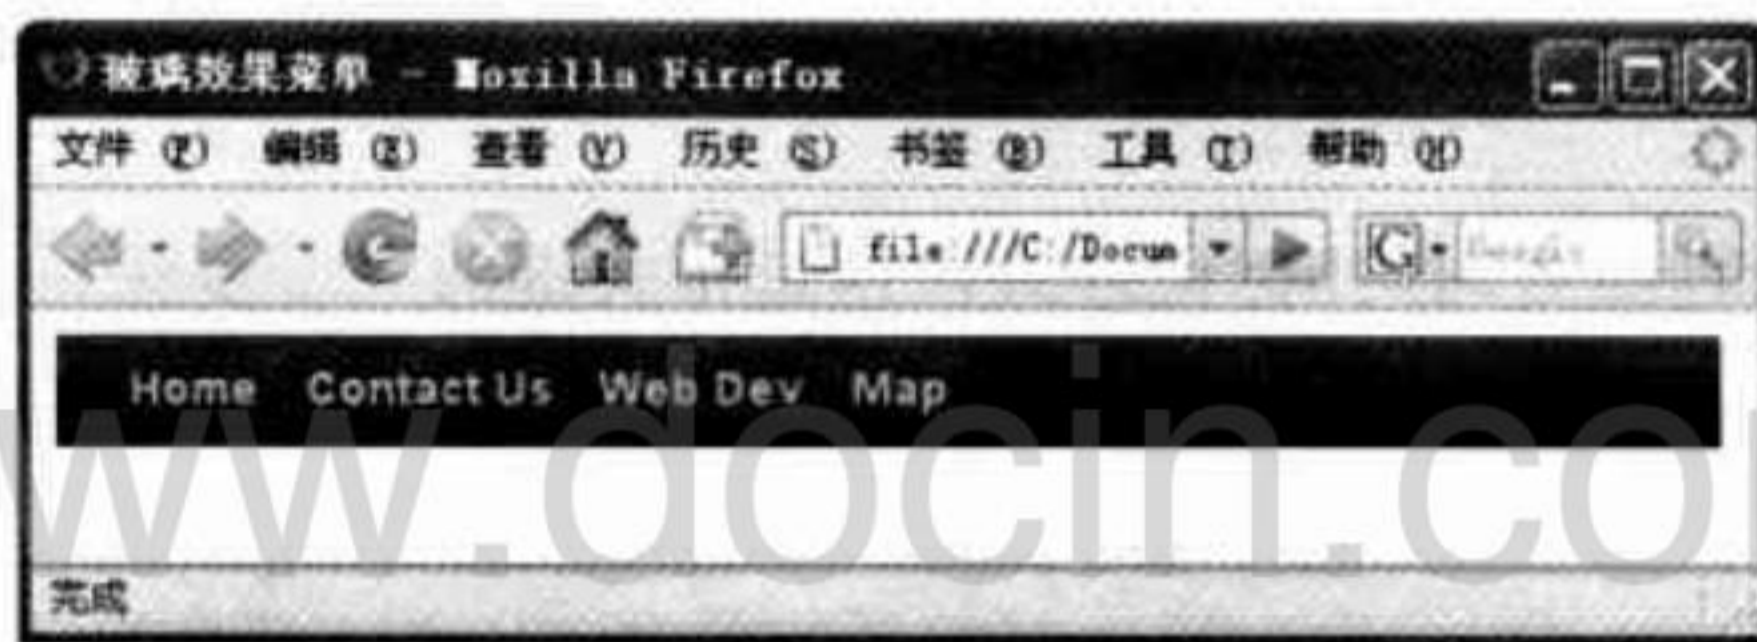 玻璃效果菜单 - Mozilla Firefox
文件 (F) 编辑 (E) 查看 (V) 历史 (S) 书签 (B) 工具 (T) 帮助 (H)
file:///C:/Docum G Google
Home Contact Us Web Dev Map
www.docin.co
完成